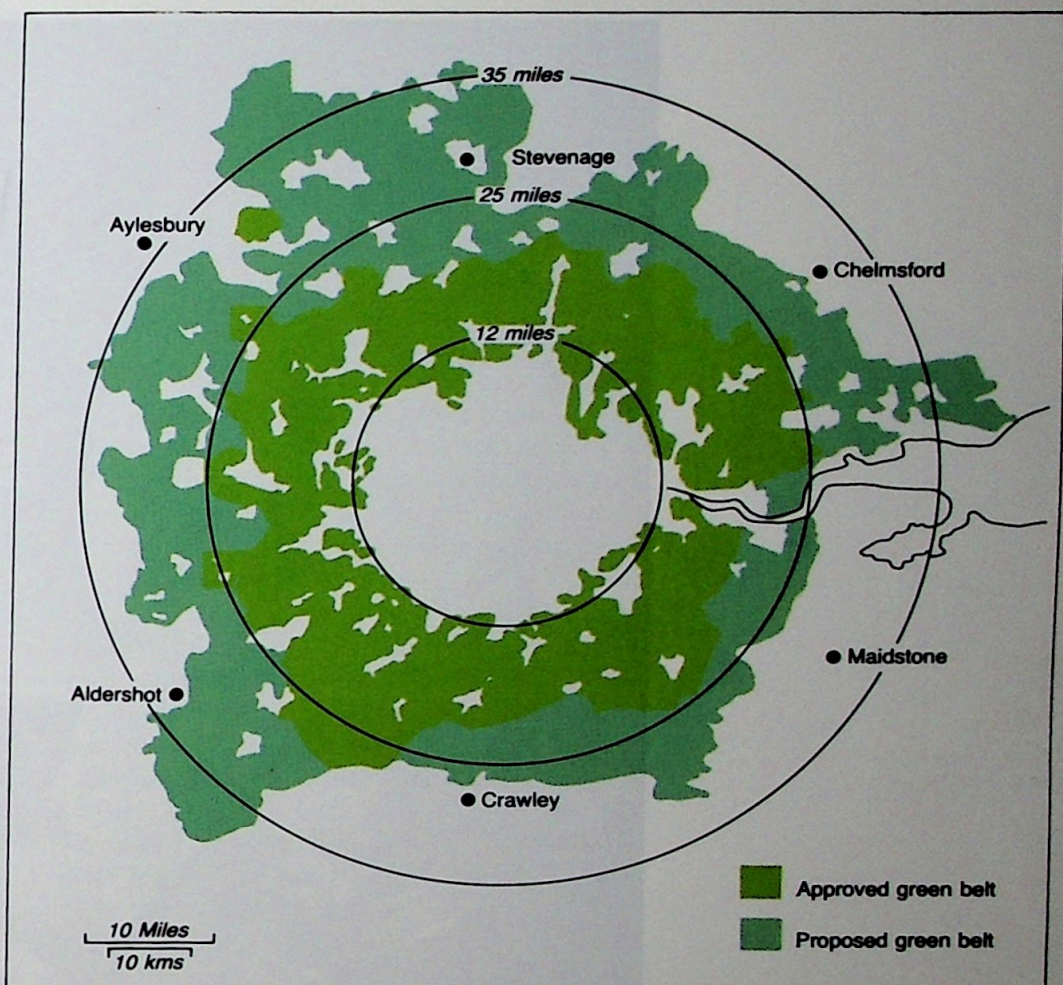 35 miles
Stevenage
25 miles
Aylesbury
Chelmsford
12 miles
Maidstone
Aldershot
Crawley
Approved green belt
10 Miles
Proposed green belt
10 kms